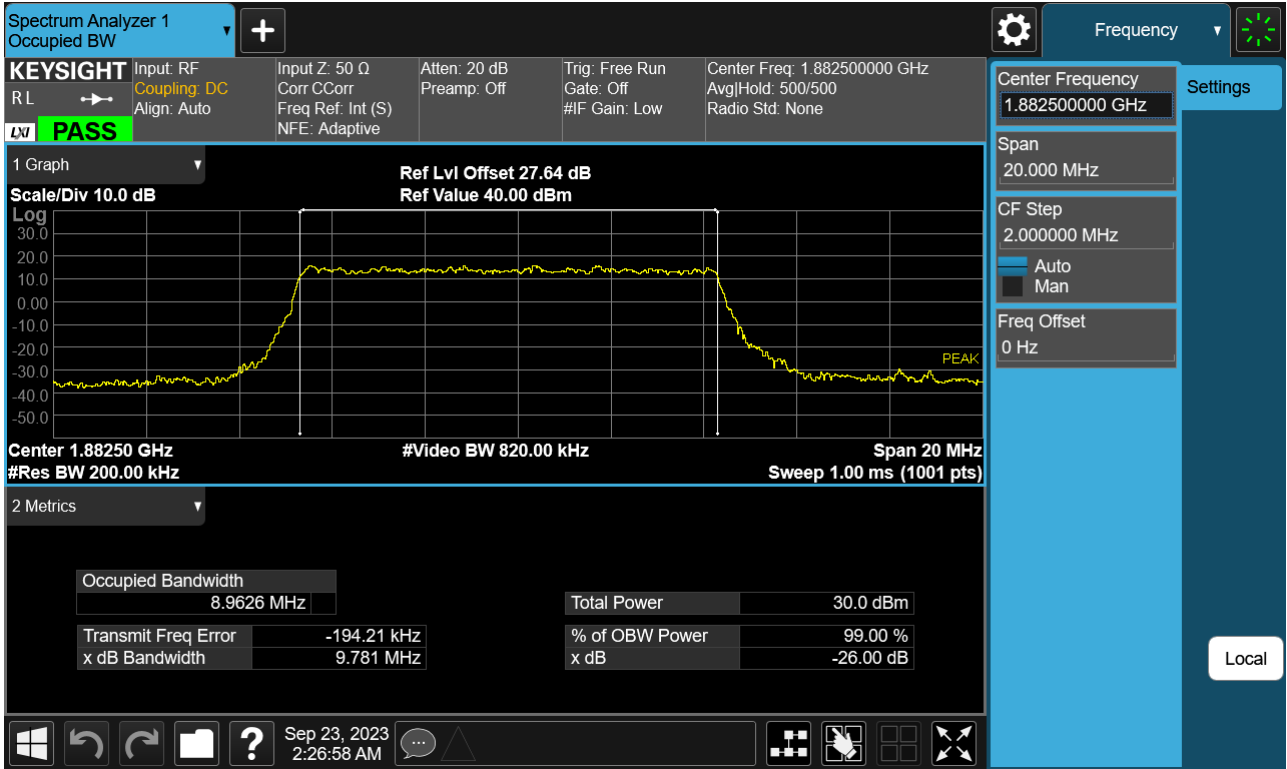 Spectrum Analyzer 1
Occupied BW
Frequency
KEYSIGHT
R L
LXI
PASS
Input: RF
Coupling: DC
Align: Auto
Input Z: 50 Ω
Corr CCorr
Freq Ref: Int (S)
NFE: Adaptive
Atten: 20 dB
Preamp: Off
Trig: Free Run
Gate: Off
#IF Gain: Low
Center Freq: 1.882500000 GHz
Avg|Hold: 500/500
Radio Std: None
Center Frequency
1.882500000 GHz
Settings
Span
20.000 MHz
CF Step
2.000000 MHz
Auto
Man
Freq Offset
0 Hz
Local
1 Graph
Scale/Div 10.0 dB
Ref Lvl Offset 27.64 dB
Ref Value 40.00 dBm
Log
30.0
20.0
10.0
0.00
-10.0
-20.0
-30.0
-40.0
-50.0
PEAK
Center 1.88250 GHz
#Video BW 820.00 kHz
Span 20 MHz
#Res BW 200.00 kHz
Sweep 1.00 ms (1001 pts)
2 Metrics
Occupied Bandwidth
8.9626 MHz
Total Power 30.0 dBm
Transmit Freq Error -194.21 kHz
% of OBW Power 99.00 %
x dB Bandwidth 9.781 MHz
x dB -26.00 dB
?
Sep 23, 2023
2:26:58 AM